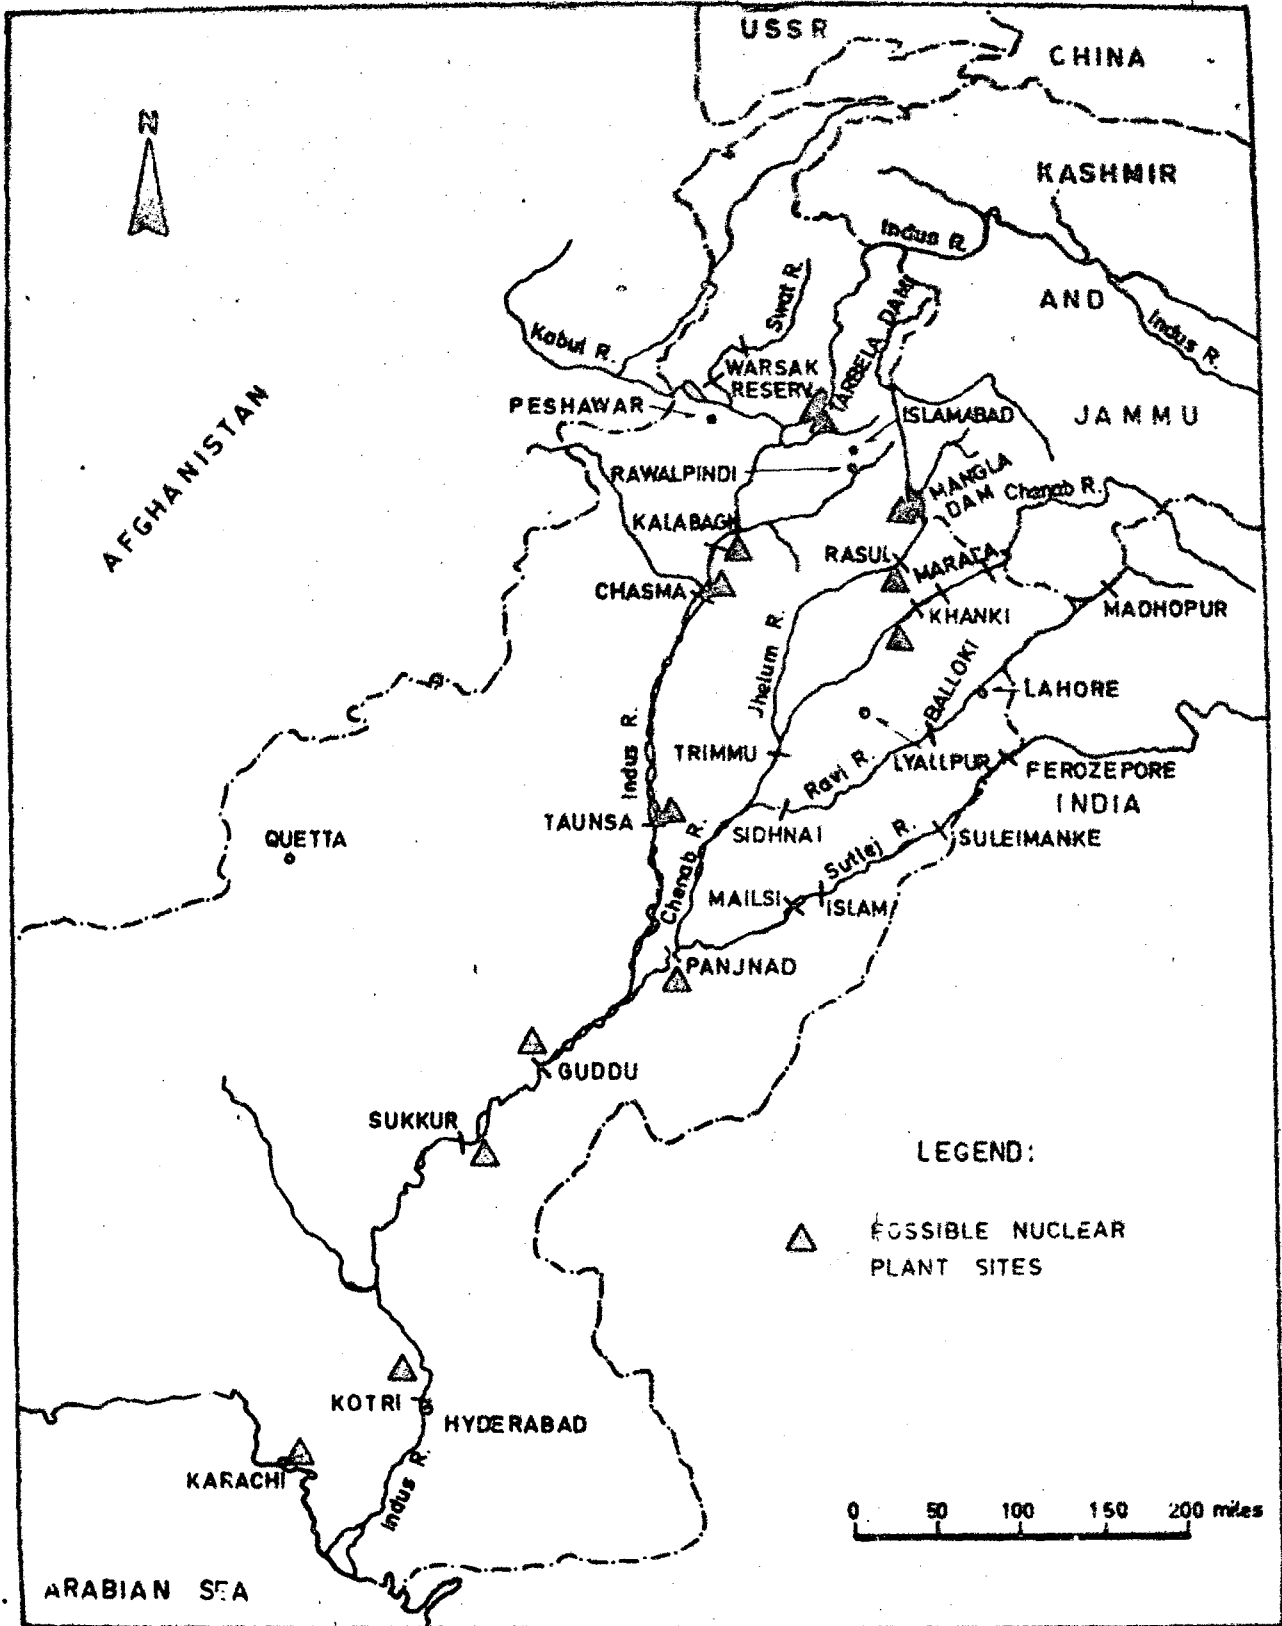 USSR
CHINA
N
KASHMIR
Indus R.
AND
Swat R.
Indus R.
Kabul R.
TARBELA DAM
WARSAK
RESERV.
PESHAWAR
ISLAMABAD
JAMMU
AFGHANISTAN
RAWALPINDI
MANGLA
DAM
Chanab R.
KALABAGH
RASUL
MARALA
CHASMA
KHANKI
MADHOPUR
Jhelum R.
BALLOKI
LAHORE
Indus R.
TRIMMU
LYALLPUR
FEROZEPORE
Ravi R.
INDIA
TAUNSA
SIDHNAI
QUETTA
SULEIMANKE
Sutlej R.
Chenab R.
MAILSI
ISLAM
PANJNAD
GUDDU
SUKKUR
LEGEND:
POSSIBLE NUCLEAR
PLANT SITES
KOTRI
HYDERABAD
KARACHI
Indus R.
0 50 100 150 200 miles
ARABIAN SEA